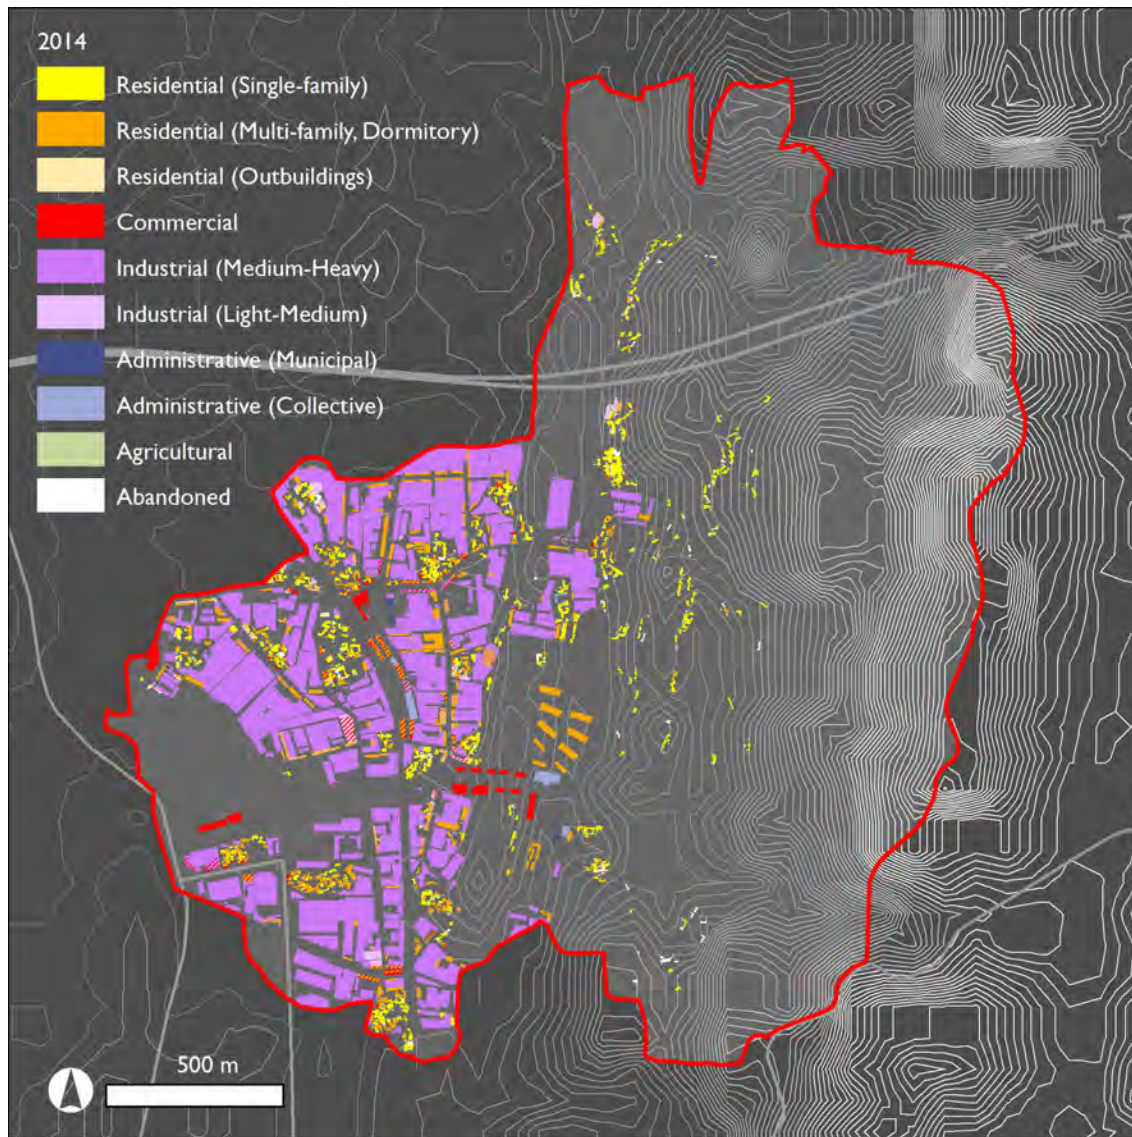 2014
Residential (Single-family)
Residential (Multi-family, Dormitory)
Residential (Outbuildings)
Commercial
Industrial (Medium-Heavy)
Industrial (Light-Medium)
Administrative (Municipal)
Administrative (Collective)
Agricultural
Abandoned
500 m